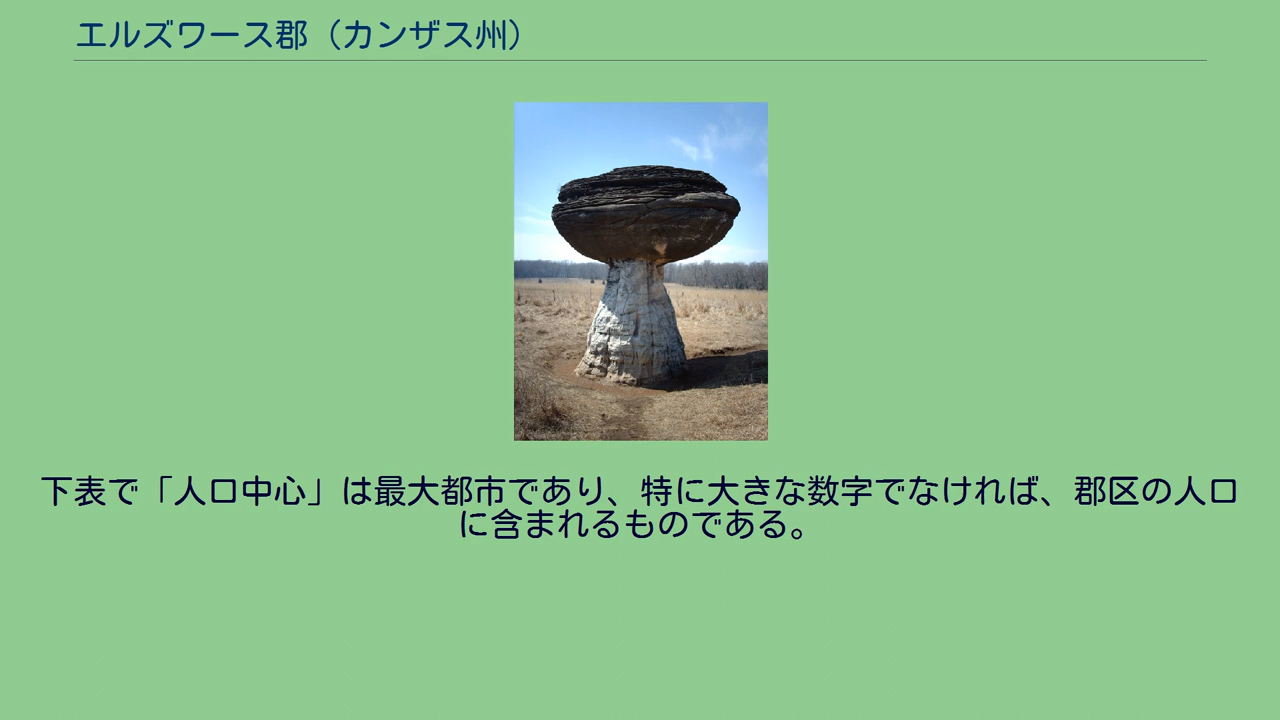 エルズワース郡（カンザス州）
下表で「人口中心」は最大都市であり、特に大きな数字でなければ、郡区の人口
に含まれるものである。